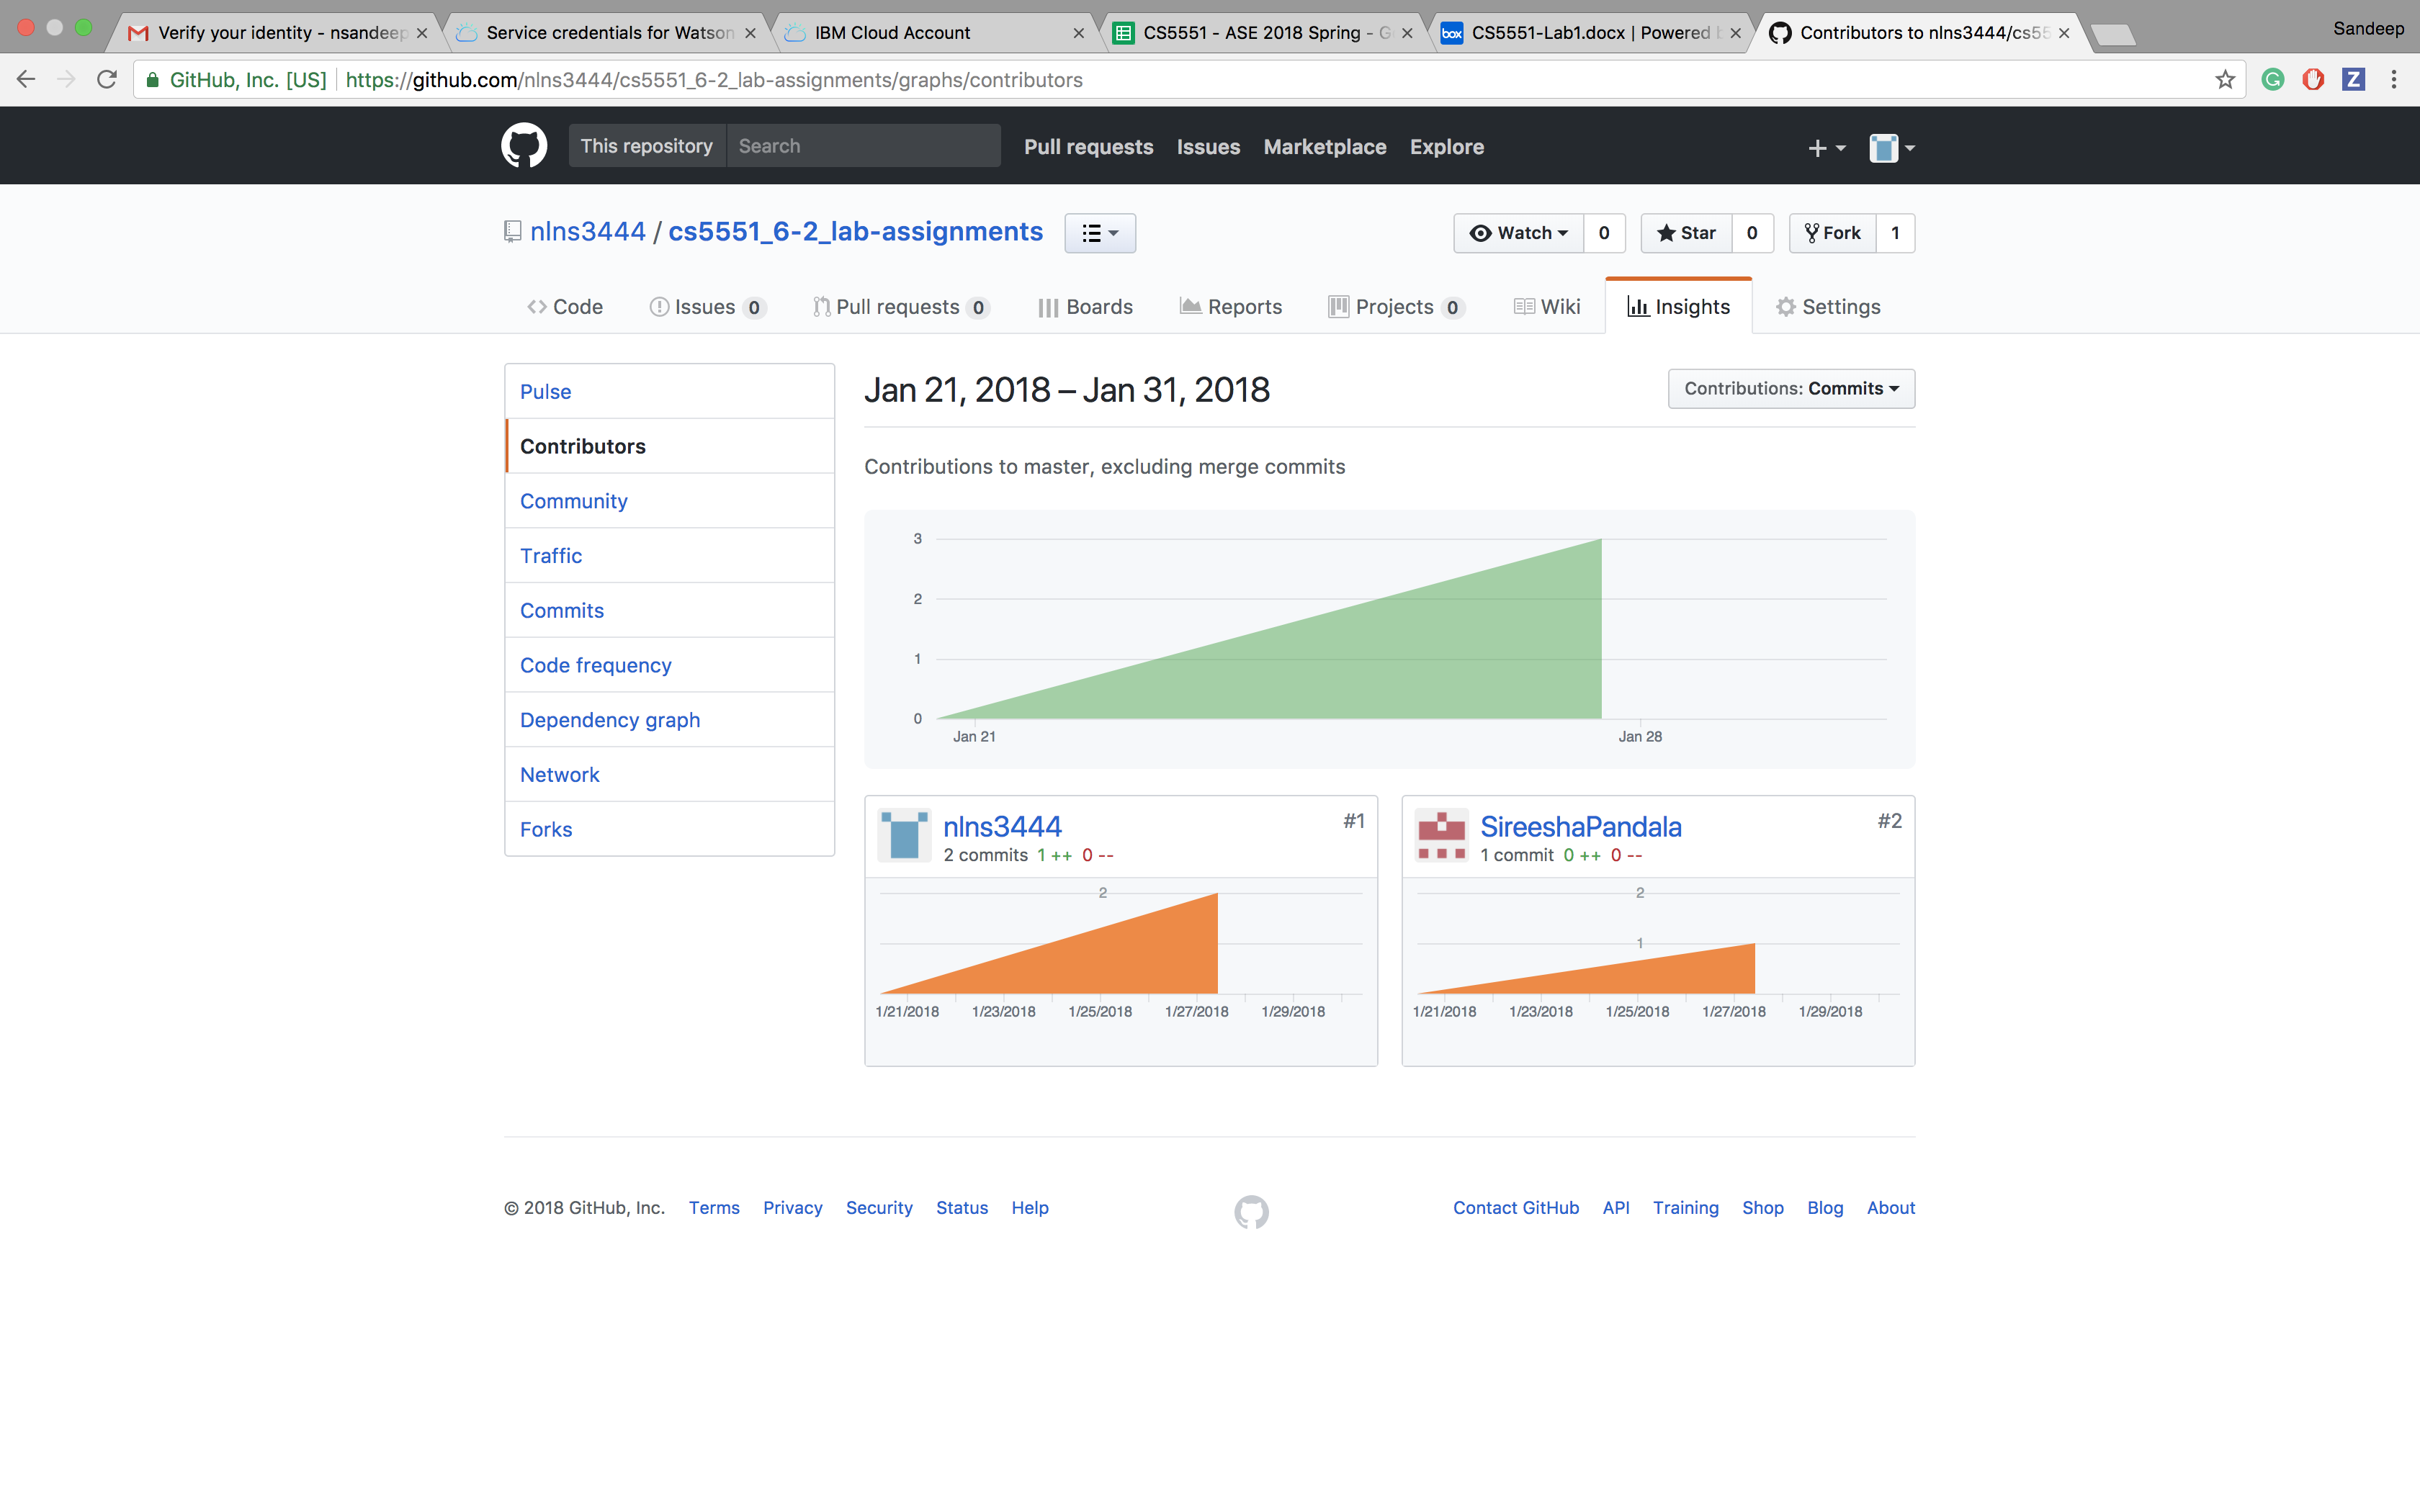 Verify your identity - nsandeep
Service credentials for Watson
IBM Cloud Account
CS5551 - ASE 2018 Spring - G
CS5551-Lab1.docx | Powered b
Contributors to nlns3444/cs55
Sandeep
GitHub, Inc. [US]
https://github.com/nlns3444/cs5551_6-2_lab-assignments/graphs/contributors
This repository
Search
Pull requests
Issues
Marketplace
Explore
nlns3444 / cs5551_6-2_lab-assignments
Watch 0
Star 0
Fork 1
Code
Issues 0
Pull requests 0
Boards
Reports
Projects 0
Wiki
Insights
Settings
Pulse
Contributors
Community
Traffic
Commits
Code frequency
Dependency graph
Network
Forks
Jan 21, 2018 – Jan 31, 2018
Contributions: Commits
Contributions to master, excluding merge commits
3
2
1
0
Jan 21
Jan 28
nlns3444
#1
2 commits 1 ++ 0 --
2
1/21/2018 1/23/2018 1/25/2018 1/27/2018 1/29/2018
SireeshaPandala
#2
1 commit 0 ++ 0 --
2
1
1/21/2018 1/23/2018 1/25/2018 1/27/2018 1/29/2018
© 2018 GitHub, Inc. Terms Privacy Security Status Help
Contact GitHub API Training Shop Blog About